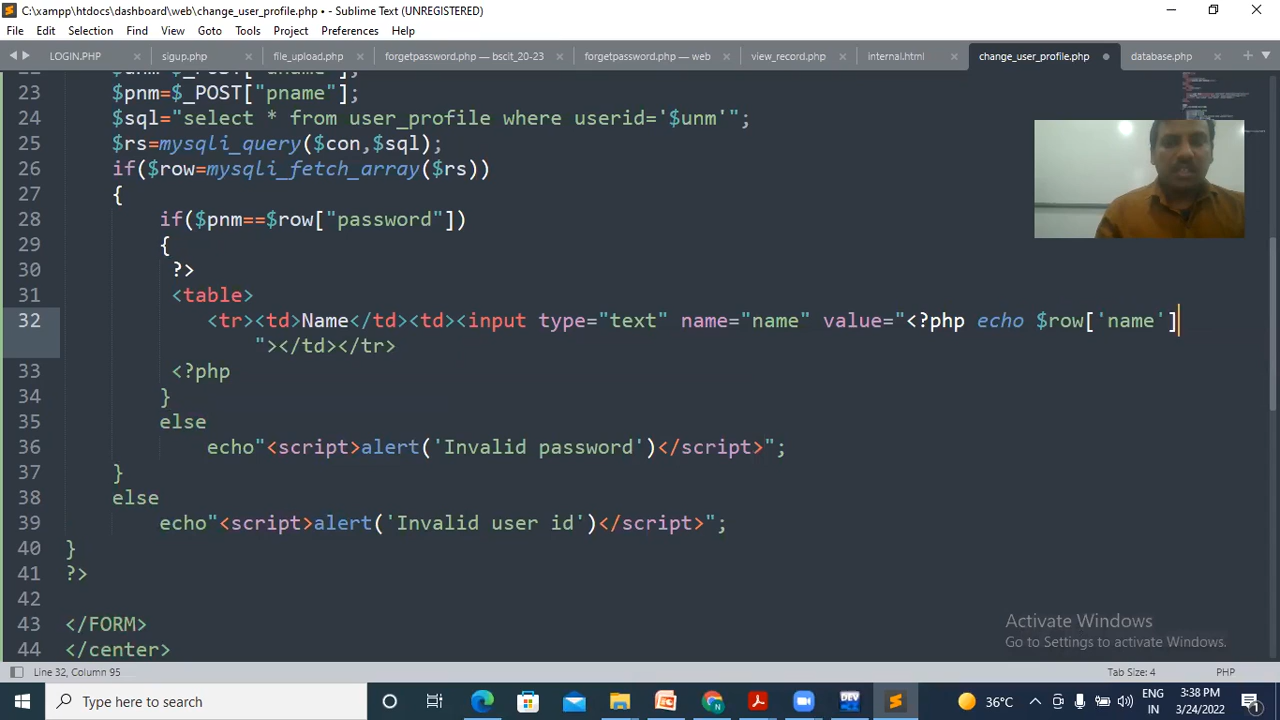 C:\xampp\htdocs\dashboard\web\change_user_profile.php • - Sublime Text (UNREGISTERED)
File Edit Selection Find View Goto Tools Project Preferences Help
LOGIN.PHP × sigup.php × file_upload.php × forgetpassword.php — bscit_20-23 × forgetpassword.php — web × view_record.php × internal.html × change_user_profile.php • database.php ×
23 $pnm=$_POST["pname"];
24 $sql="select * from user_profile where userid='$unm'";
25 $rs=mysqli_query($con,$sql);
26 if($row=mysqli_fetch_array($rs))
27 {
28 if($pnm==$row["password"])
29 {
30 ?>
31 <table>
32 <tr><td>Name</td><td><input type="text" name="name" value="<?php echo $row['name']
"></td></tr>
33 <?php
34 }
35 else
36 echo"<script>alert('Invalid password')</script>";
37 }
38 else
39 echo"<script>alert('Invalid user id')</script>";
40 }
41 ?>
42
43 </FORM>
44 </center>
Activate Windows
Go to Settings to activate Windows.
Line 32, Column 95 Tab Size: 4 PHP
Type here to search
36°C ENG IN 3:38 PM 3/24/2022 1